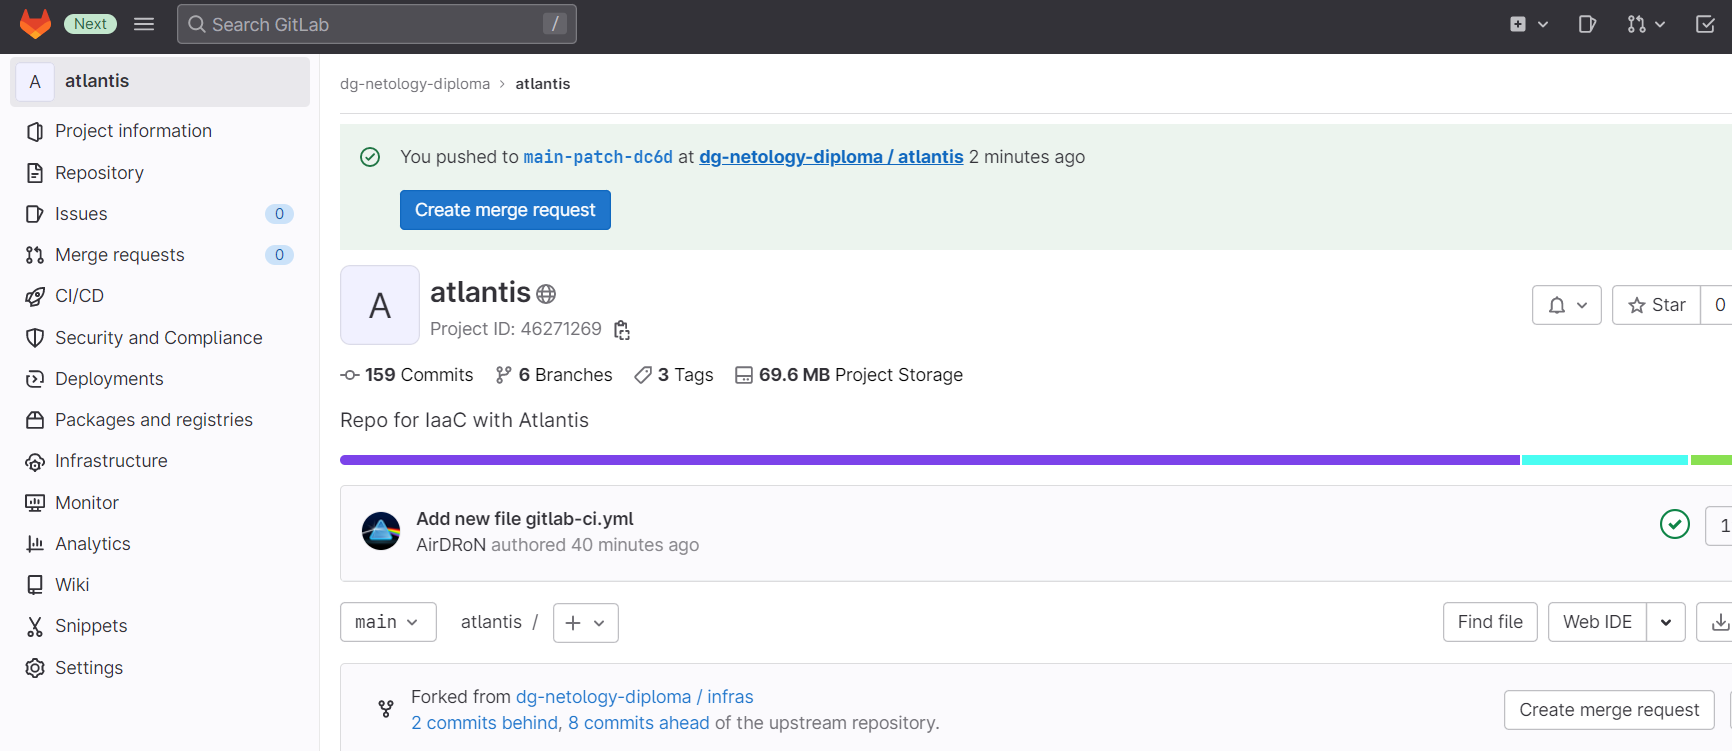 Next
Search GitLab /
A atlantis
Project information
Repository
Issues 0
Merge requests 0
CI/CD
Security and Compliance
Deployments
Packages and registries
Infrastructure
Monitor
Analytics
Wiki
Snippets
Settings
dg-netology-diploma > atlantis
You pushed to main-patch-dc6d at dg-netology-diploma / atlantis 2 minutes ago
Create merge request
A
atlantis
Project ID: 46271269
Star 0
159 Commits 6 Branches 3 Tags 69.6 MB Project Storage
Repo for IaaC with Atlantis
Add new file gitlab-ci.yml
AirDRoN authored 40 minutes ago
1
main atlantis / +
Find file Web IDE
Forked from dg-netology-diploma / infras
2 commits behind, 8 commits ahead of the upstream repository.
Create merge request